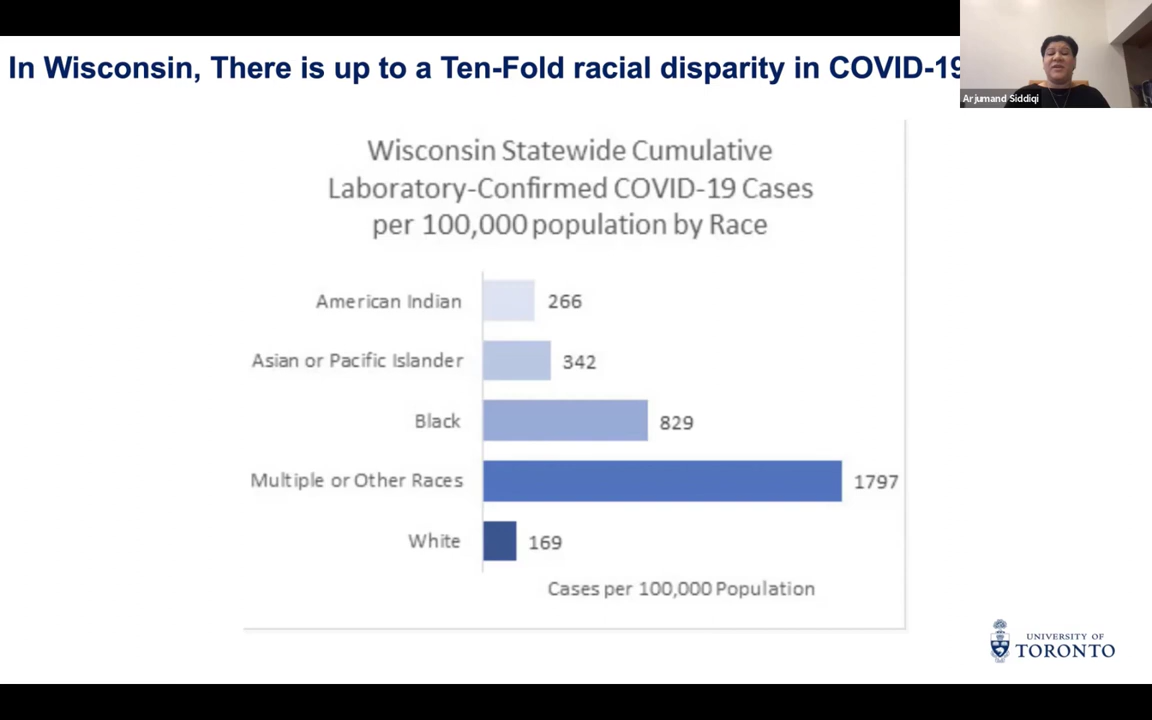 In Wisconsin, There is up to a Ten-Fold racial disparity in COVID-19
Arjumand Siddiqi
Wisconsin Statewide Cumulative
Laboratory-Confirmed COVID-19 Cases
per 100,000 population by Race
American Indian 266
Asian or Pacific Islander 342
Black 829
Multiple or Other Races 1797
White 169
Cases per 100,000 Population
UNIVERSITY OF
TORONTO